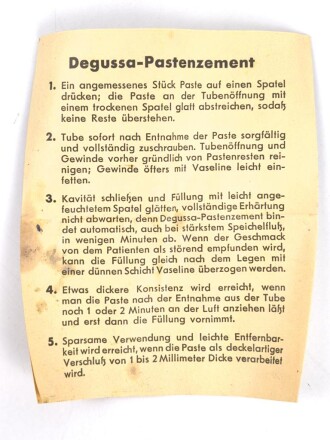 Degussa-Pastenzement
1. Ein angemessenes Stück Paste auf einen Spatel
drücken; die Paste an der Tubenöffnung mit
einem trockenen Spatel glatt abstreichen, sodaß
keine Reste überstehen.
2. Tube sofort nach Entnahme der Paste sorgfältig
und vollständig zuschrauben. Tubenöffnung und
Gewinde vorher gründlich von Pastenresten rei-
nigen; Gewinde öfters mit Vaseline leicht ein-
fetten.
3. Kavität schließen und Füllung mit leicht ange-
feuchtetem Spatel glätten, vollständige Erhärtung
nicht abwarten, denn Degussa-Pastenzement bin-
det automatisch, auch bei stärkstem Speichelfluß,
in wenigen Minuten ab. Wenn der Geschmack
von dem Patienten als störend empfunden wird,
kann die Füllung gleich nach dem Legen mit
einer dünnen Schicht Vaseline überzogen werden.
4. Etwas dickere Konsistenz wird erreicht, wenn
man die Paste nach der Entnahme aus der Tube
noch 1 oder 2 Minuten an der Luft anziehen läßt
und erst dann die Füllung vornimmt.
5. Sparsame Verwendung und leichte Entfernbar-
keit wird erreicht, wenn die Paste als deckelartiger
Verschluß von 1 bis 2 Millimeter Dicke verarbeitet
wird.